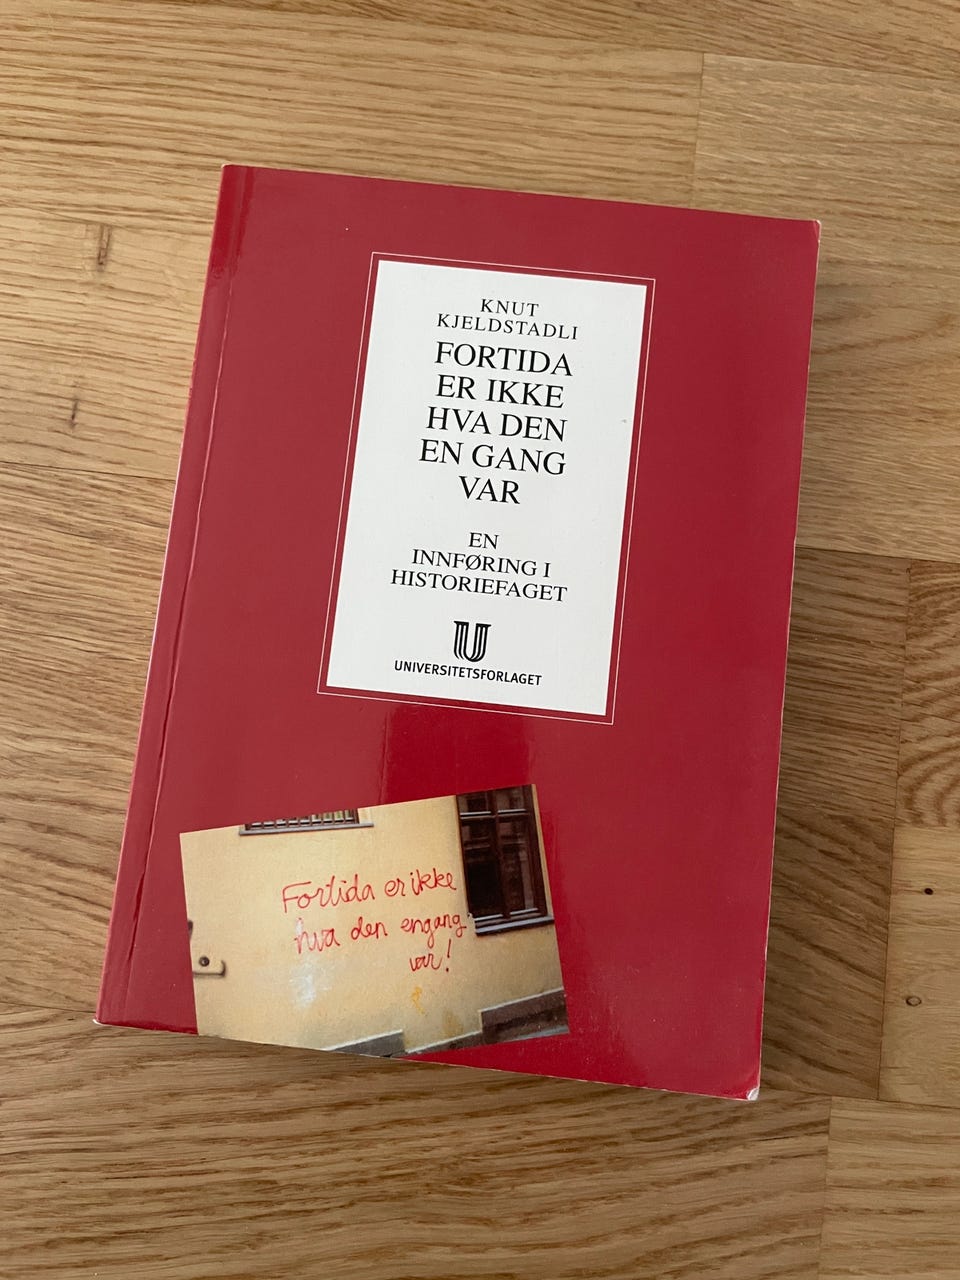 KNUT
KJELDSTADLI
FORTIDA
ER IKKE
HVA DEN
EN GANG
VAR
EN
INNFØRING I
HISTORIEFAGET
U
UNIVERSITETSFORLAGET
Fortida er ikke
hva den engang
var!